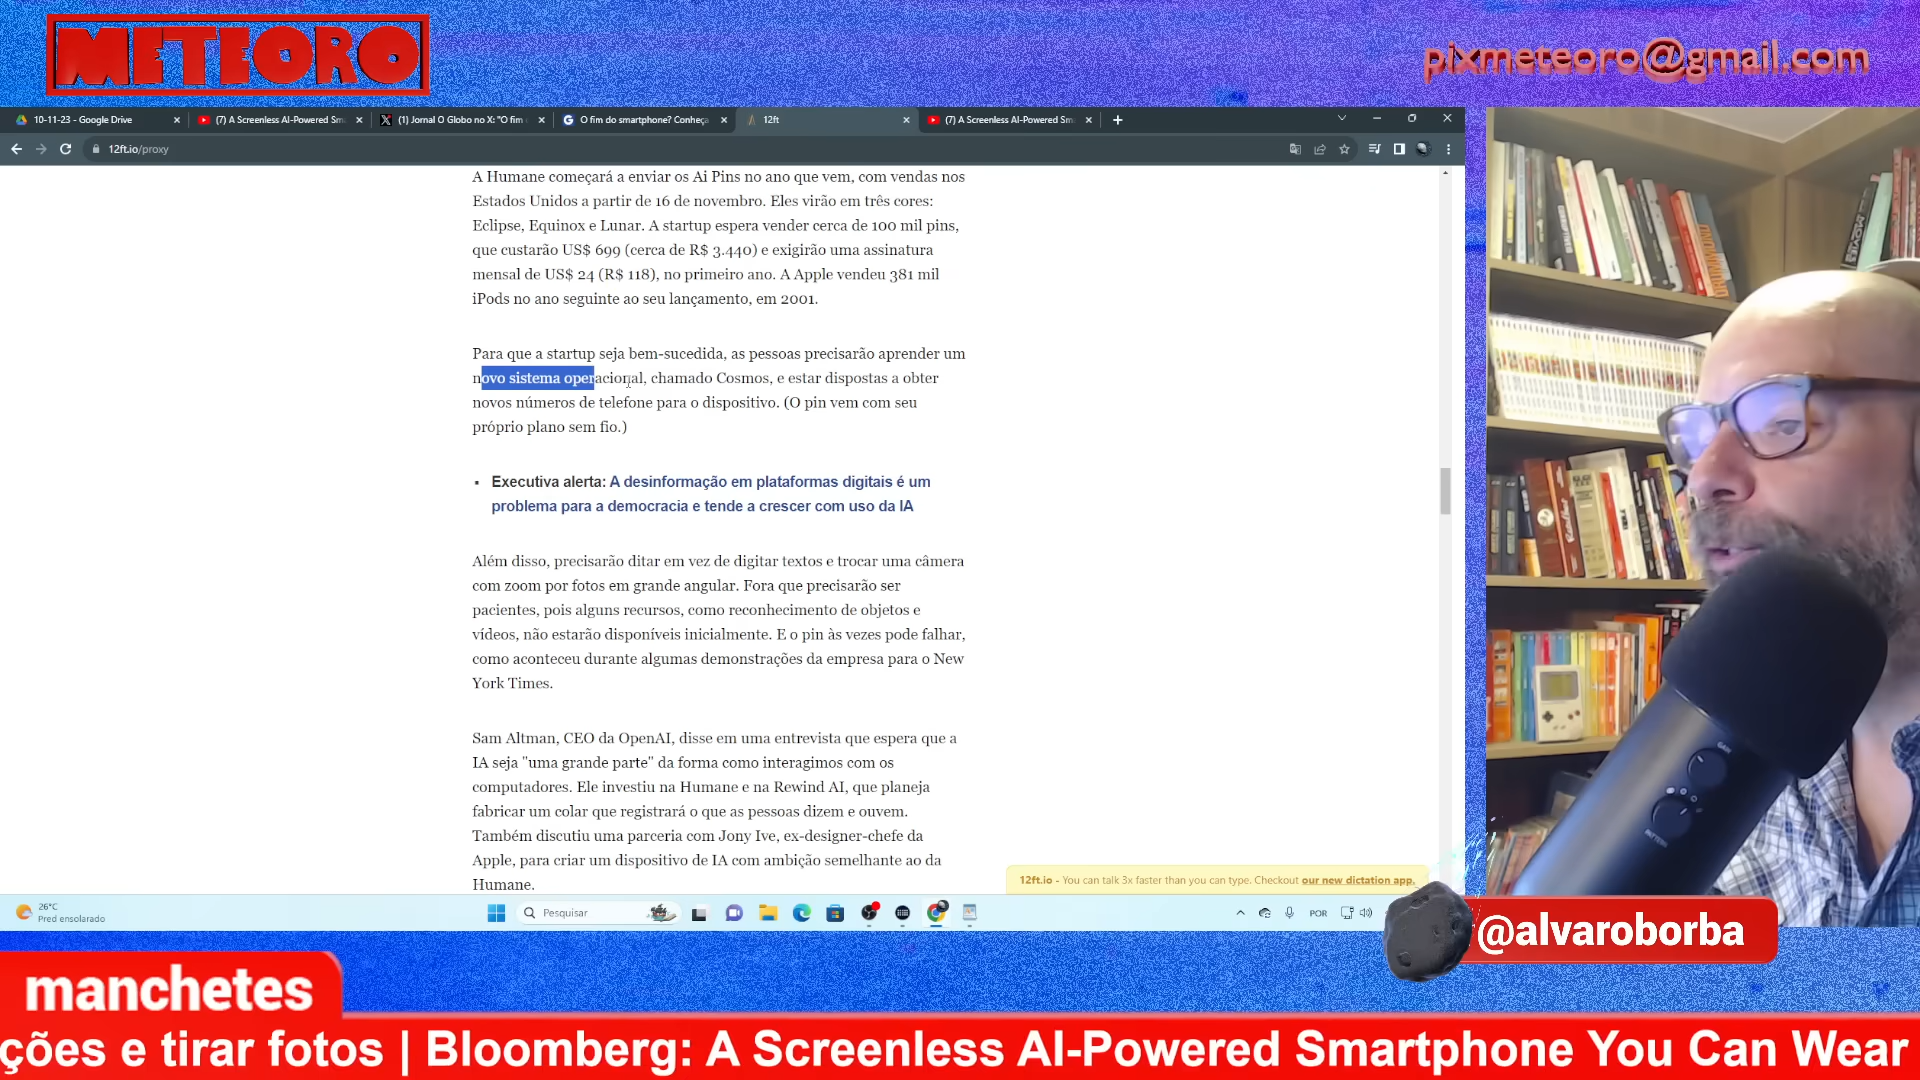 METEORO
pixmeteoro@gmail.com
10-11-23 - Google Drive
(7) A Screenless AI-Powered Sm
(1) Jornal O Globo no X: "O fim
O fim do smartphone? Conheça
12ft
(7) A Screenless AI-Powered Sm
12ft.io/proxy
A Humane começará a enviar os Ai Pins no ano que vem, com vendas nos
Estados Unidos a partir de 16 de novembro. Eles virão em três cores:
Eclipse, Equinox e Lunar. A startup espera vender cerca de 100 mil pins,
que custarão US$ 699 (cerca de R$ 3.440) e exigirão uma assinatura
mensal de US$ 24 (R$ 118), no primeiro ano. A Apple vendeu 381 mil
iPods no ano seguinte ao seu lançamento, em 2001.
Para que a startup seja bem-sucedida, as pessoas precisarão aprender um
novo sistema operacional, chamado Cosmos, e estar dispostas a obter
novos números de telefone para o dispositivo. (O pin vem com seu
próprio plano sem fio.)
Executiva alerta: A desinformação em plataformas digitais é um
problema para a democracia e tende a crescer com uso da IA
Além disso, precisarão ditar em vez de digitar textos e trocar uma câmera
com zoom por fotos em grande angular. Fora que precisarão ser
pacientes, pois alguns recursos, como reconhecimento de objetos e
vídeos, não estarão disponíveis inicialmente. E o pin às vezes pode falhar,
como aconteceu durante algumas demonstrações da empresa para o New
York Times.
Sam Altman, CEO da OpenAI, disse em uma entrevista que espera que a
IA seja "uma grande parte" da forma como interagimos com os
computadores. Ele investiu na Humane e na Rewind AI, que planeja
fabricar um colar que registrará o que as pessoas dizem e ouvem.
Também discutiu uma parceria com Jony Ive, ex-designer-chefe da
Apple, para criar um dispositivo de IA com ambição semelhante ao da
Humane.
12ft.io - You can talk 3x faster than you can type. Checkout our new dictation app.
26°C
Pred ensolarado
Pesquisar
POR
GAIN
PATTERN
MOVIES
@alvaroborba
manchetes
ções e tirar fotos | Bloomberg: A Screenless AI-Powered Smartphone You Can Wear